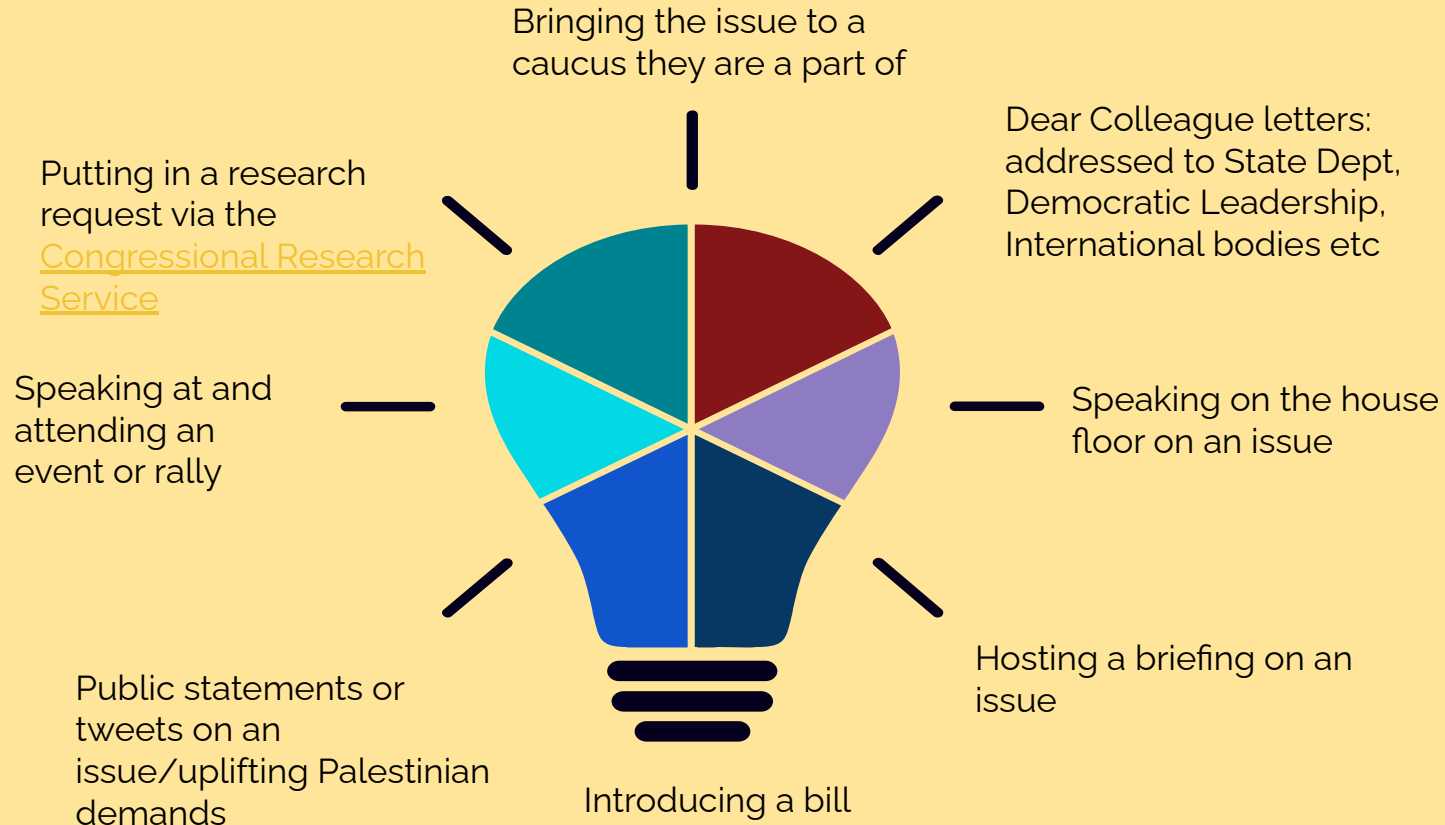 Bringing the issue to a
caucus they are a part of
Dear Colleague letters:
addressed to State Dept,
Democratic Leadership,
International bodies etc
Putting in a research
request via the
Congressional Research
Service
Speaking at and
attending an
event or rally
Speaking on the house
floor on an issue
Hosting a briefing on an
issue
Public statements or
tweets on an
issue/uplifting Palestinian
demands
Introducing a bill